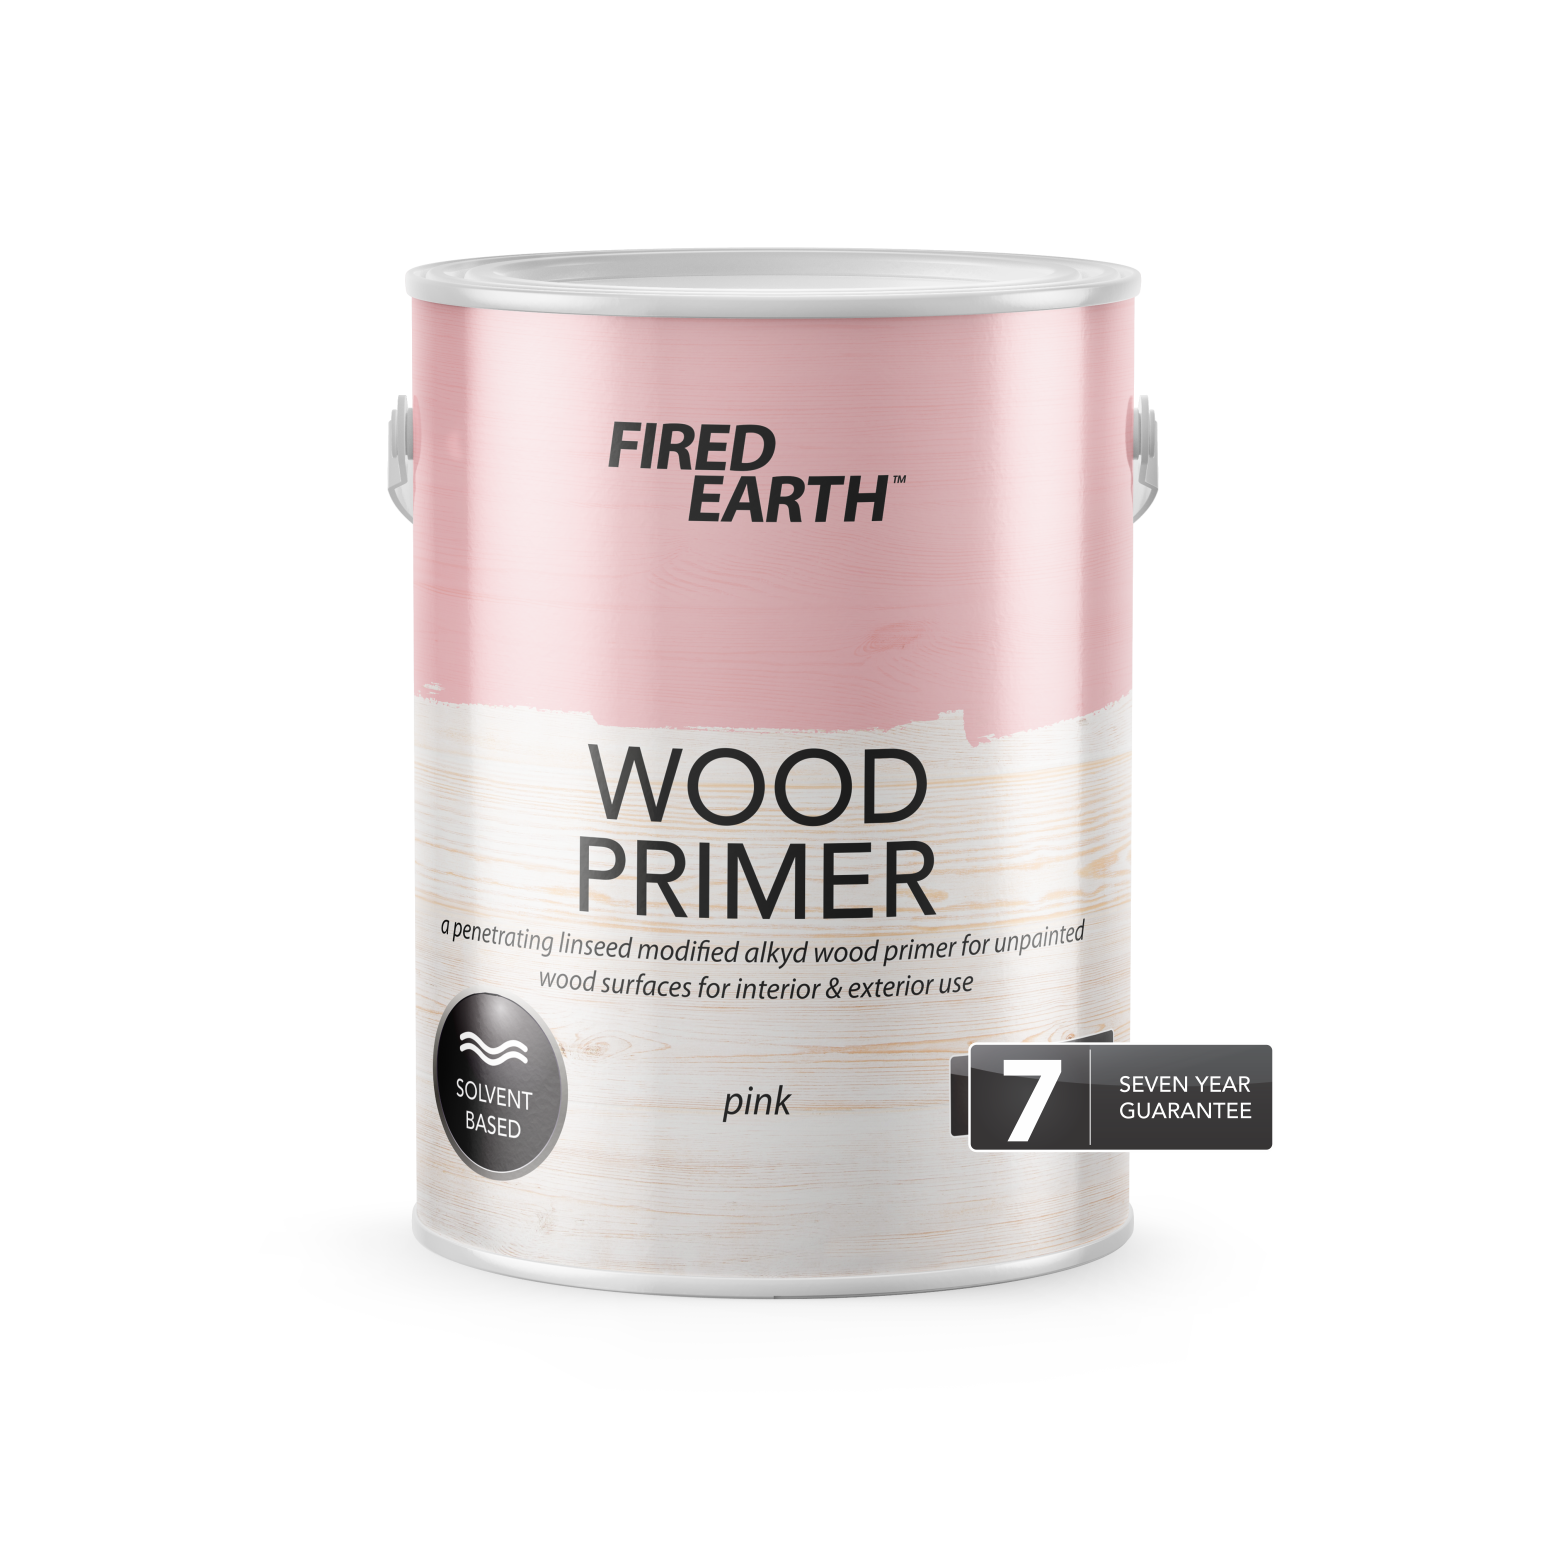 FIRED
EARTH™
WOOD
PRIMER
a penetrating linseed modified alkyd wood primer for unpainted
wood surfaces for interior & exterior use
SOLVENT
BASED
pink
7
SEVEN YEAR
GUARANTEE